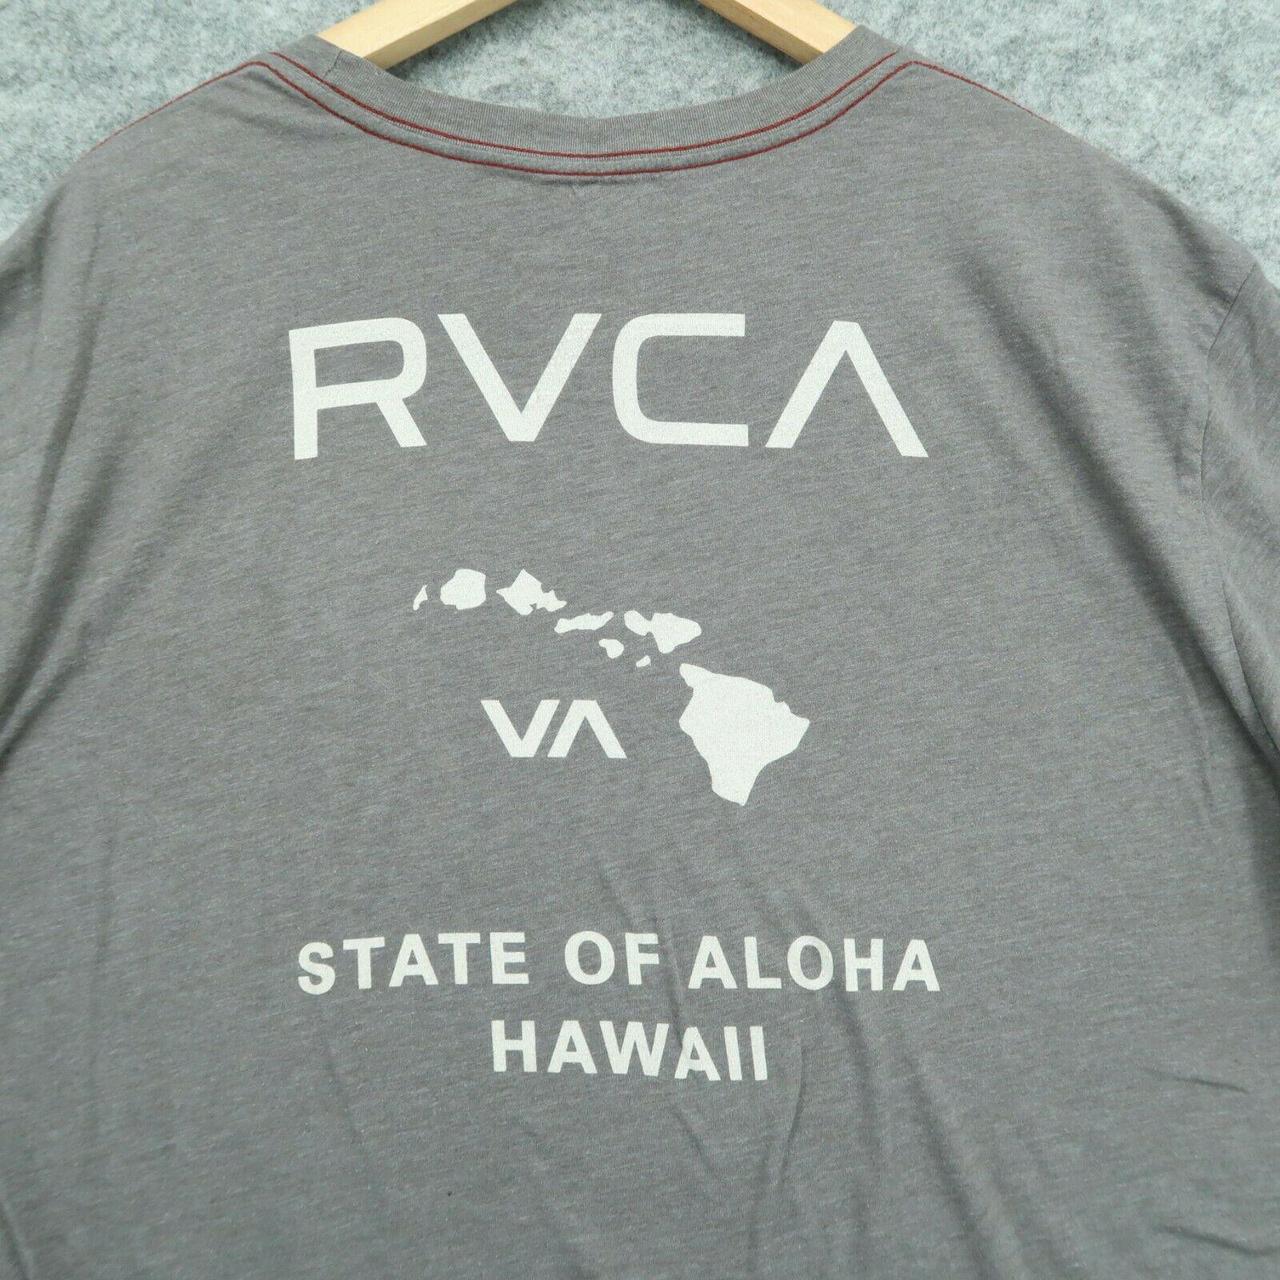 RVCA
VA
STATE OF ALOHA
HAWAII